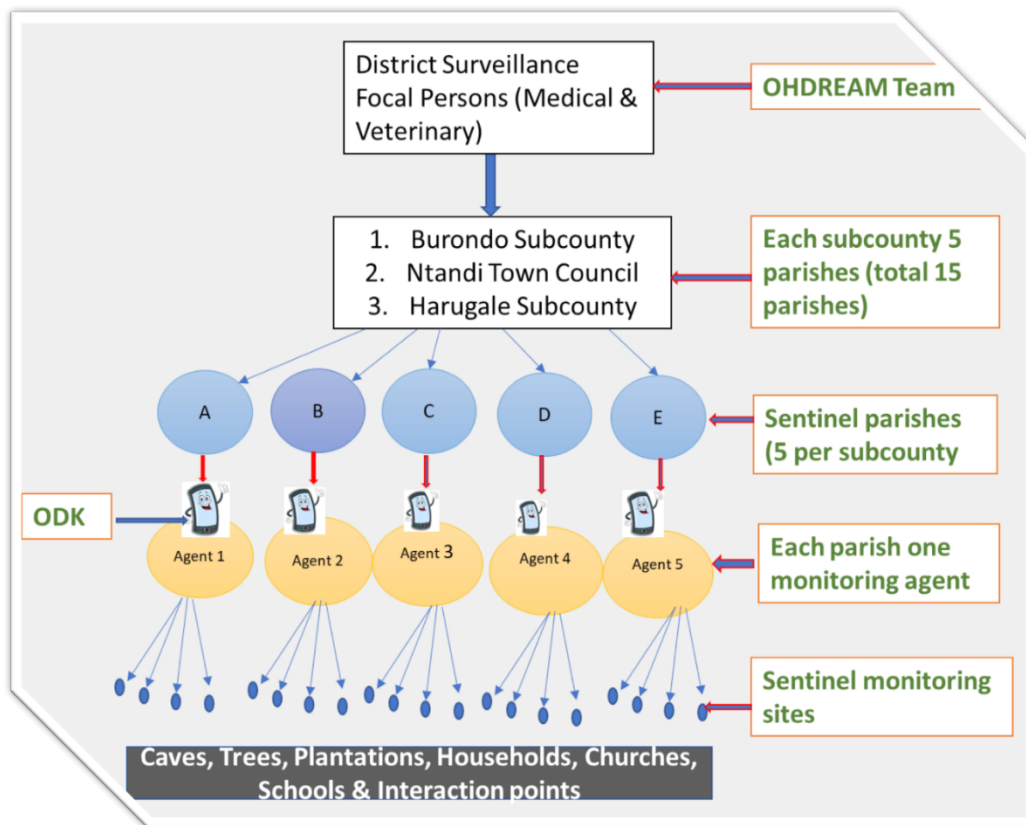 District Surveillance
Focal Persons (Medical &
Veterinary)
OHDREAM Team
1. Burondo Subcounty
2. Ntandi Town Council
3. Harugale Subcounty
Each subcounty 5
parishes (total 15
parishes)
A
B
C
D
E
Sentinel parishes
(5 per subcounty
ODK
Agent 1
Agent 2
Agent 3
Agent 4
Agent 5
Each parish one
monitoring agent
Sentinel monitoring
sites
Caves, Trees, Plantations, Households, Churches,
Schools & Interaction points